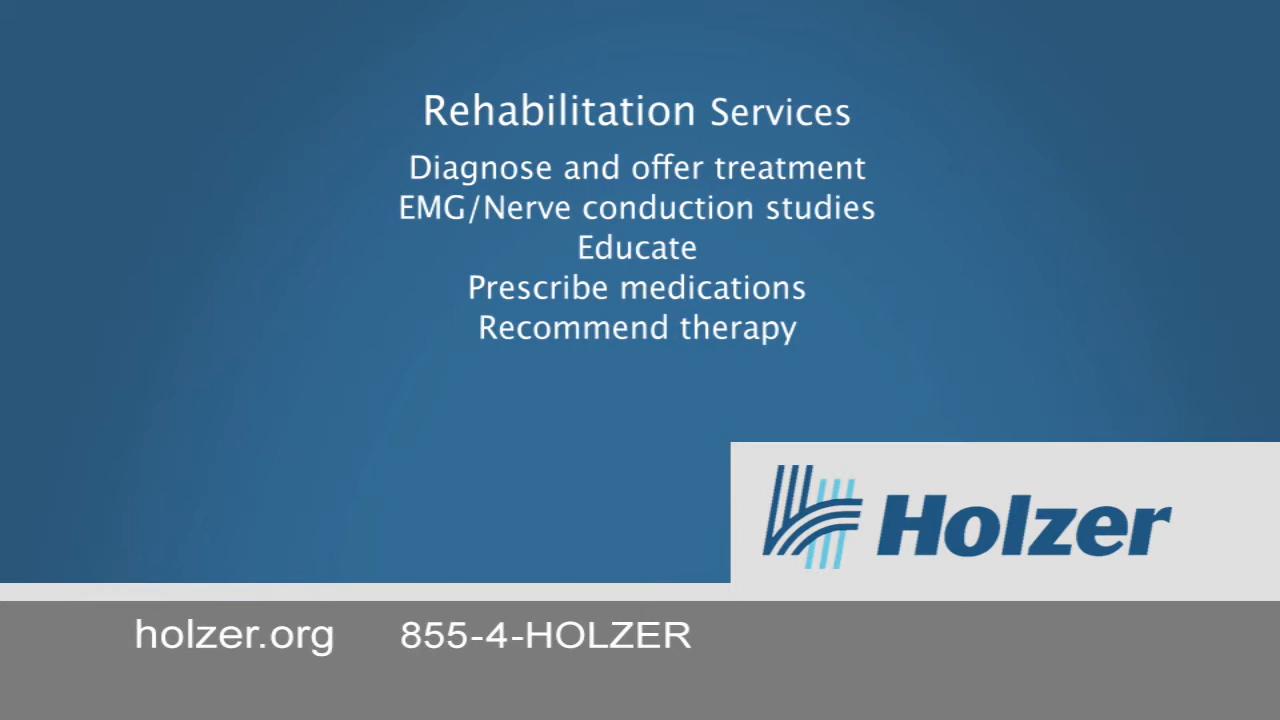 Rehabilitation Services
Diagnose and offer treatment
EMG/Nerve conduction studies
Educate
Prescribe medications
Recommend therapy
Holzer
holzer.org 855-4-HOLZER